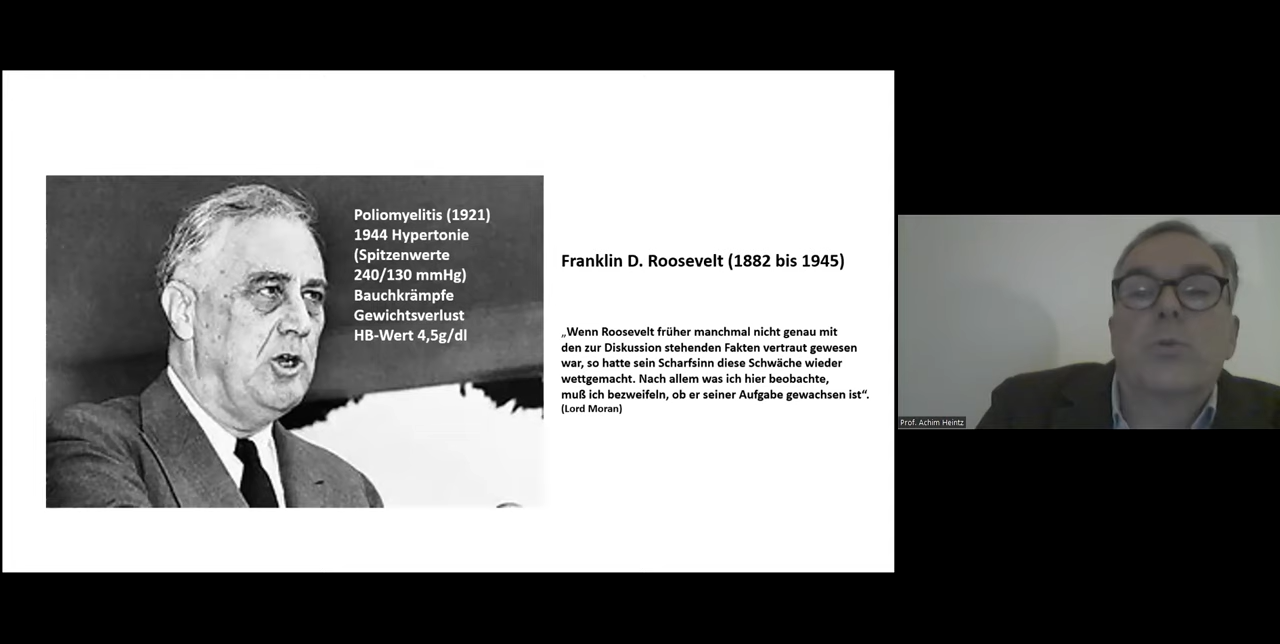 Poliomyelitis (1921)
1944 Hypertonie
(Spitzenwerte
240/130 mmHg)
Bauchkrämpfe
Gewichtsverlust
HB-Wert 4,5g/dl
Franklin D. Roosevelt (1882 bis 1945)
„Wenn Roosevelt früher manchmal nicht genau mit
den zur Diskussion stehenden Fakten vertraut gewesen
war, so hatte sein Scharfsinn diese Schwäche wieder
wettgemacht. Nach allem was ich hier beobachte,
muß ich bezweifeln, ob er seiner Aufgabe gewachsen ist“.
(Lord Moran)
Prof. Achim Heintz